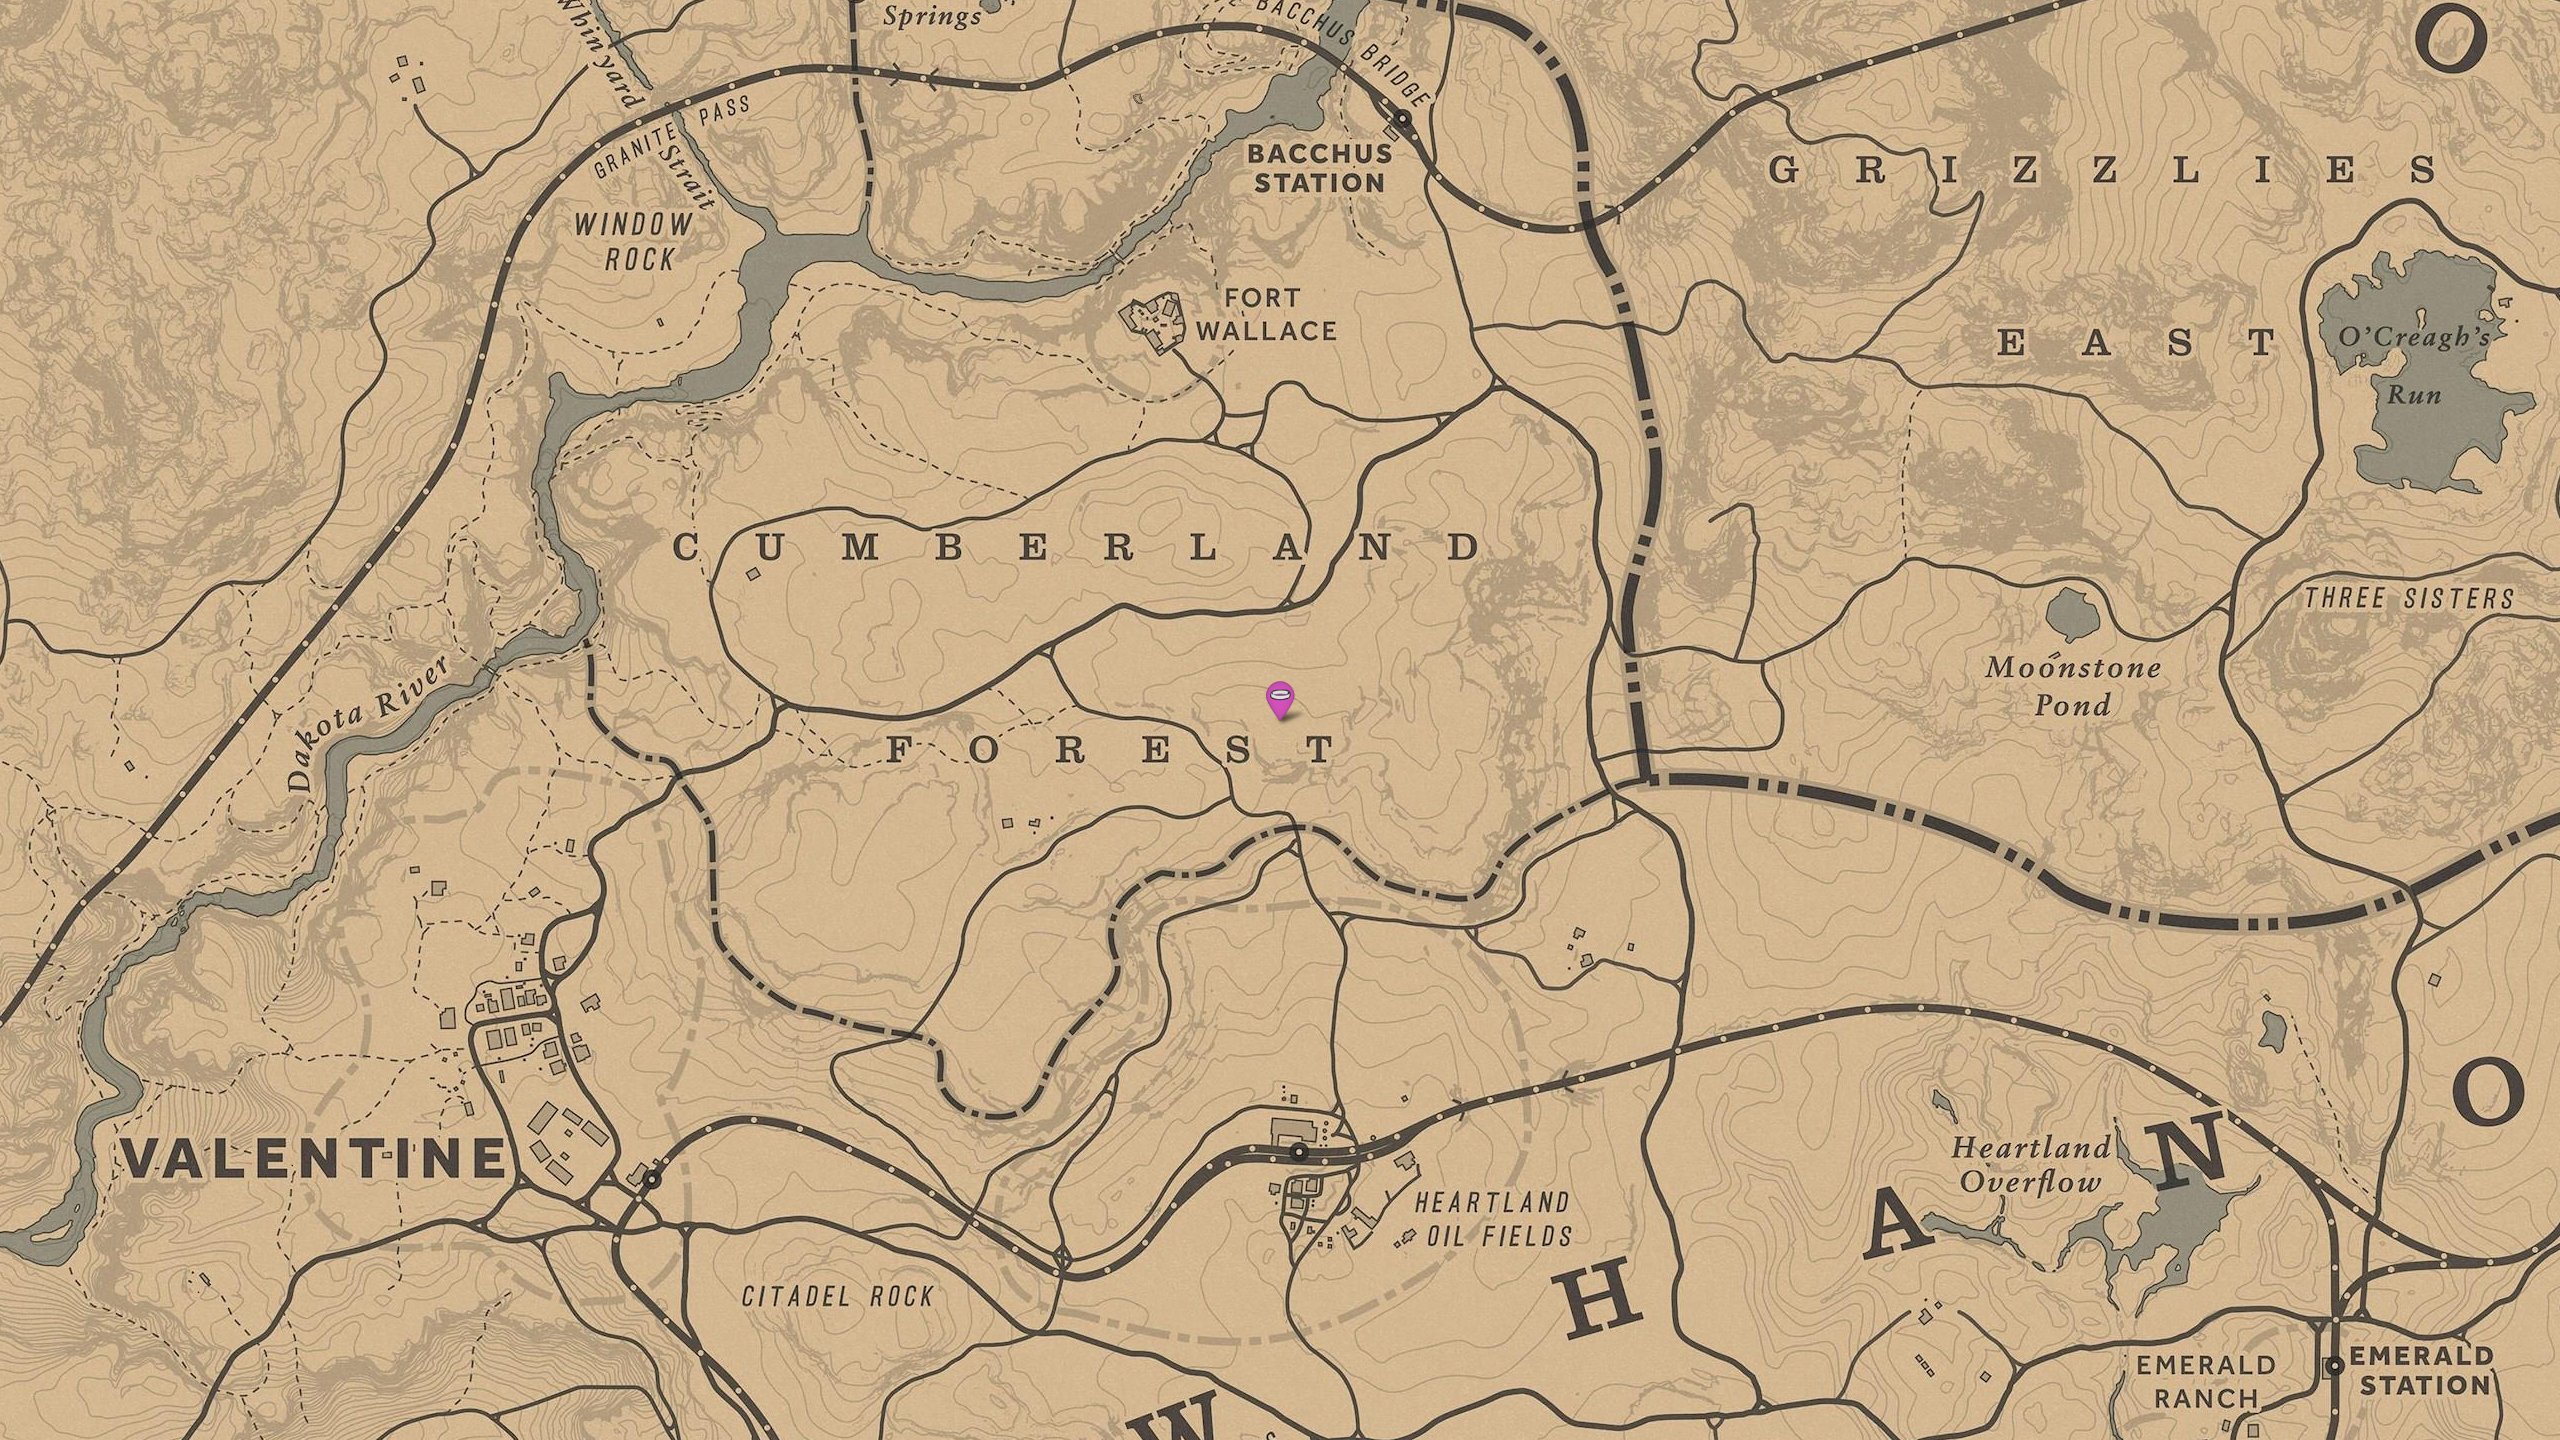 Springs
BACCHUS BRIDGE
O
Whinyard
Strait
GRANITE PASS
BACCHUS
STATION
GRIZZLIES
WINDOW
ROCK
FORT
WALLACE
EAST
O'Creagh's
Run
CUMBERLAND
THREE SISTERS
Moonstone
Pond
Dakota River
FOREST
O
N
Heartland
Overflow
VALENTINE
A
HEARTLAND
OIL FIELDS
H
CITADEL ROCK
EMERALD
RANCH
EMERALD
STATION
W